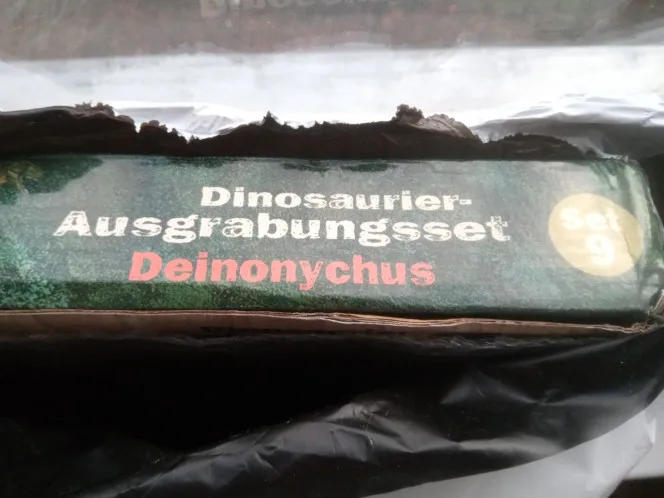 Dinosaurier-
Ausgrabungsset
Deinonychus
Set
9